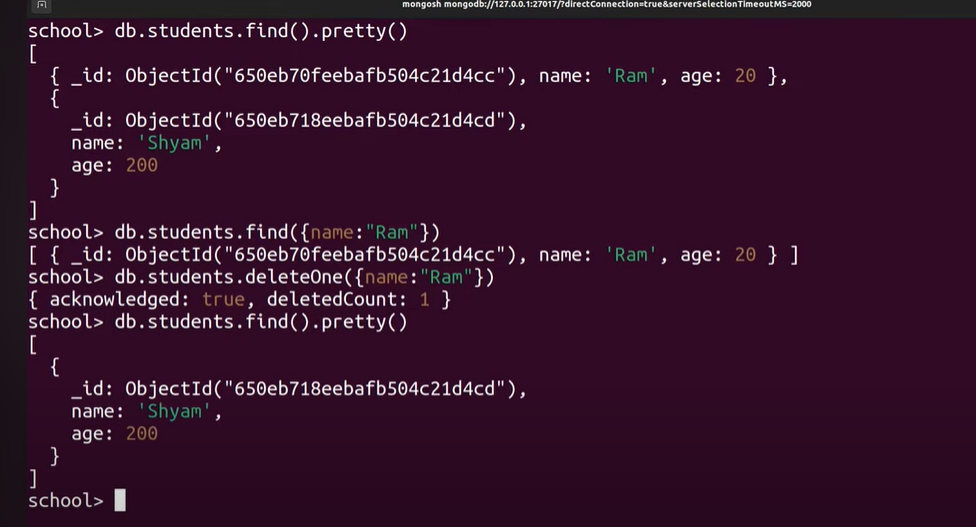 mongosh mongodb://127.0.0.1:27017/?directConnection=true&serverSelectionTimeoutMS=2000
school> db.students.find().pretty()
[
  { _id: ObjectId("650eb70feebafb504c21d4cc"), name: 'Ram', age: 20 },
  {
    _id: ObjectId("650eb718eebafb504c21d4cd"),
    name: 'Shyam',
    age: 200
  }
]
school> db.students.find({name:"Ram"})
[ { _id: ObjectId("650eb70feebafb504c21d4cc"), name: 'Ram', age: 20 } ]
school> db.students.deleteOne({name:"Ram"})
{ acknowledged: true, deletedCount: 1 }
school> db.students.find().pretty()
[
  {
    _id: ObjectId("650eb718eebafb504c21d4cd"),
    name: 'Shyam',
    age: 200
  }
]
school>